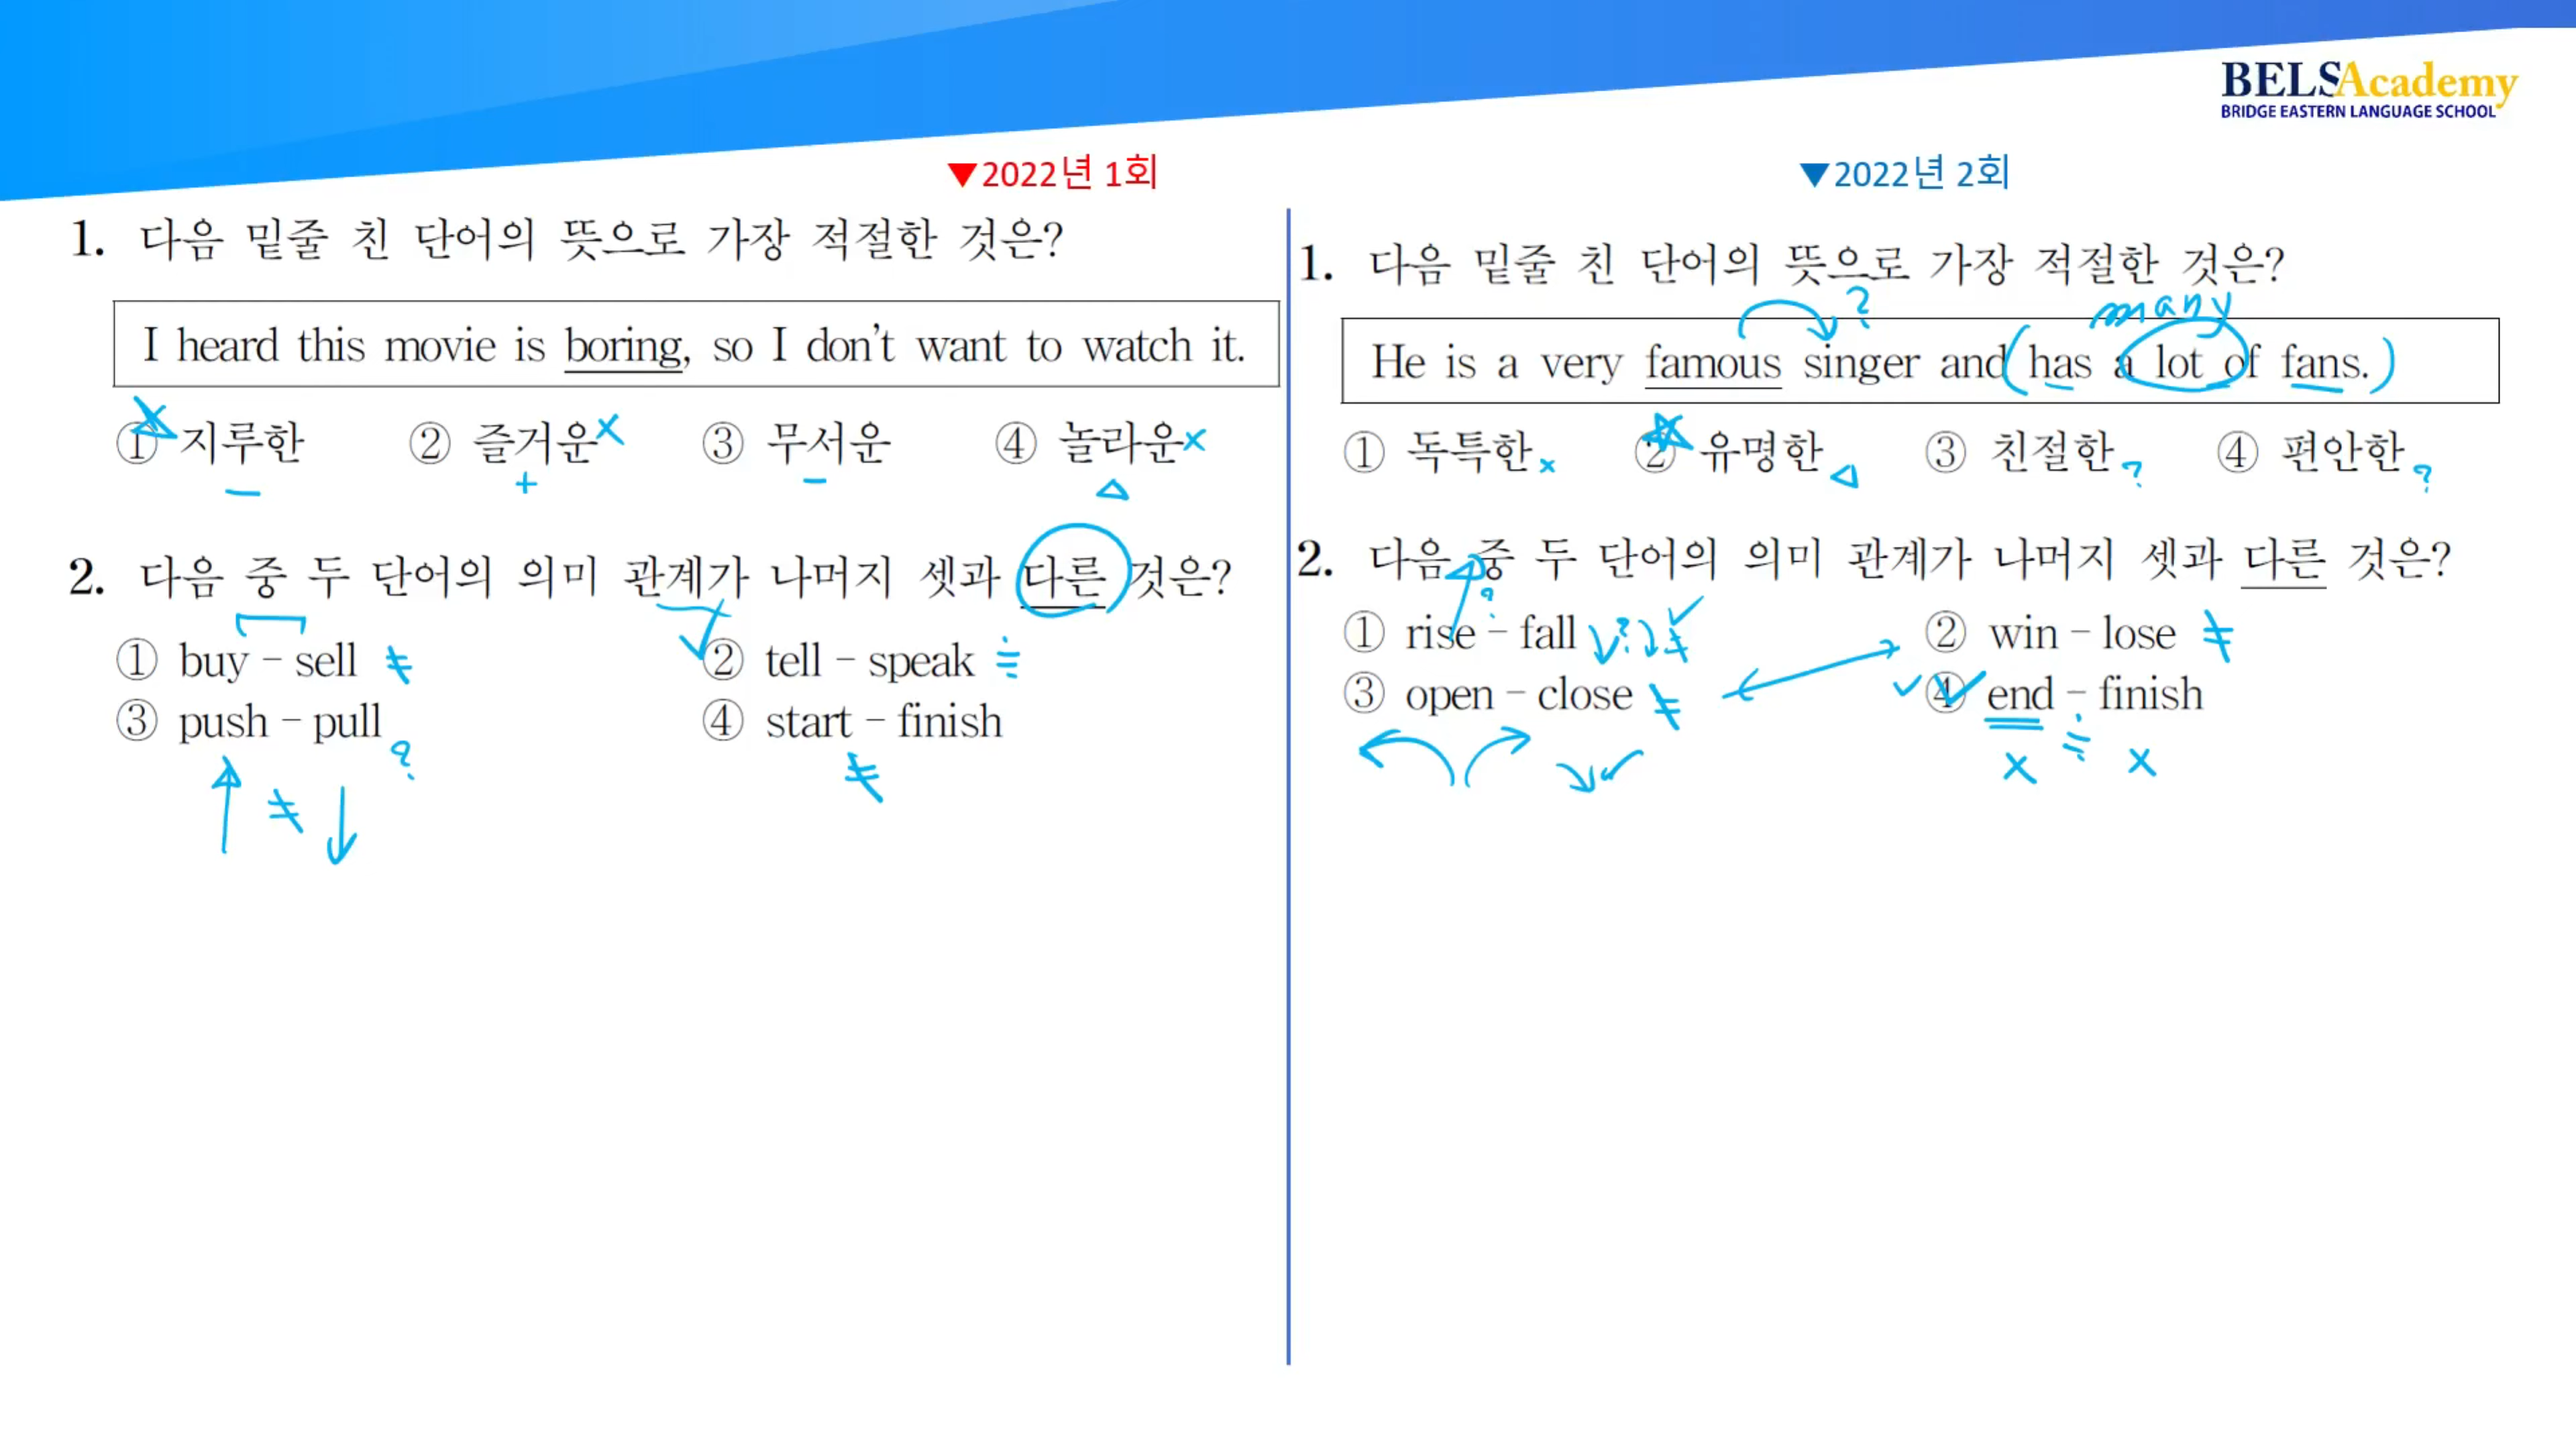 BELSAcademy
BRIDGE EASTERN LANGUAGE SCHOOL
▼2022년 1회
1. 다음 밑줄 친 단어의 뜻으로 가장 적절한 것은?
I heard this movie is boring, so I don't want to watch it.
① 지루한 ② 즐거운 ③ 무서운 ④ 놀라운
2. 다음 중 두 단어의 의미 관계가 나머지 셋과 다른 것은?
① buy - sell ≠ ② tell - speak ≒
③ push - pull ? ④ start - finish
≠ ≠
▼2022년 2회
1. 다음 밑줄 친 단어의 뜻으로 가장 적절한 것은?
? many
He is a very famous singer and (has a lot of fans.)
① 독특한 x ② 유명한 △ ③ 친절한 ? ④ 편안한 ?
2. 다음 중 두 단어의 의미 관계가 나머지 셋과 다른 것은?
① rise - fall ② win - lose ≠
③ open - close ≠ ④ end - finish
x ≒ x